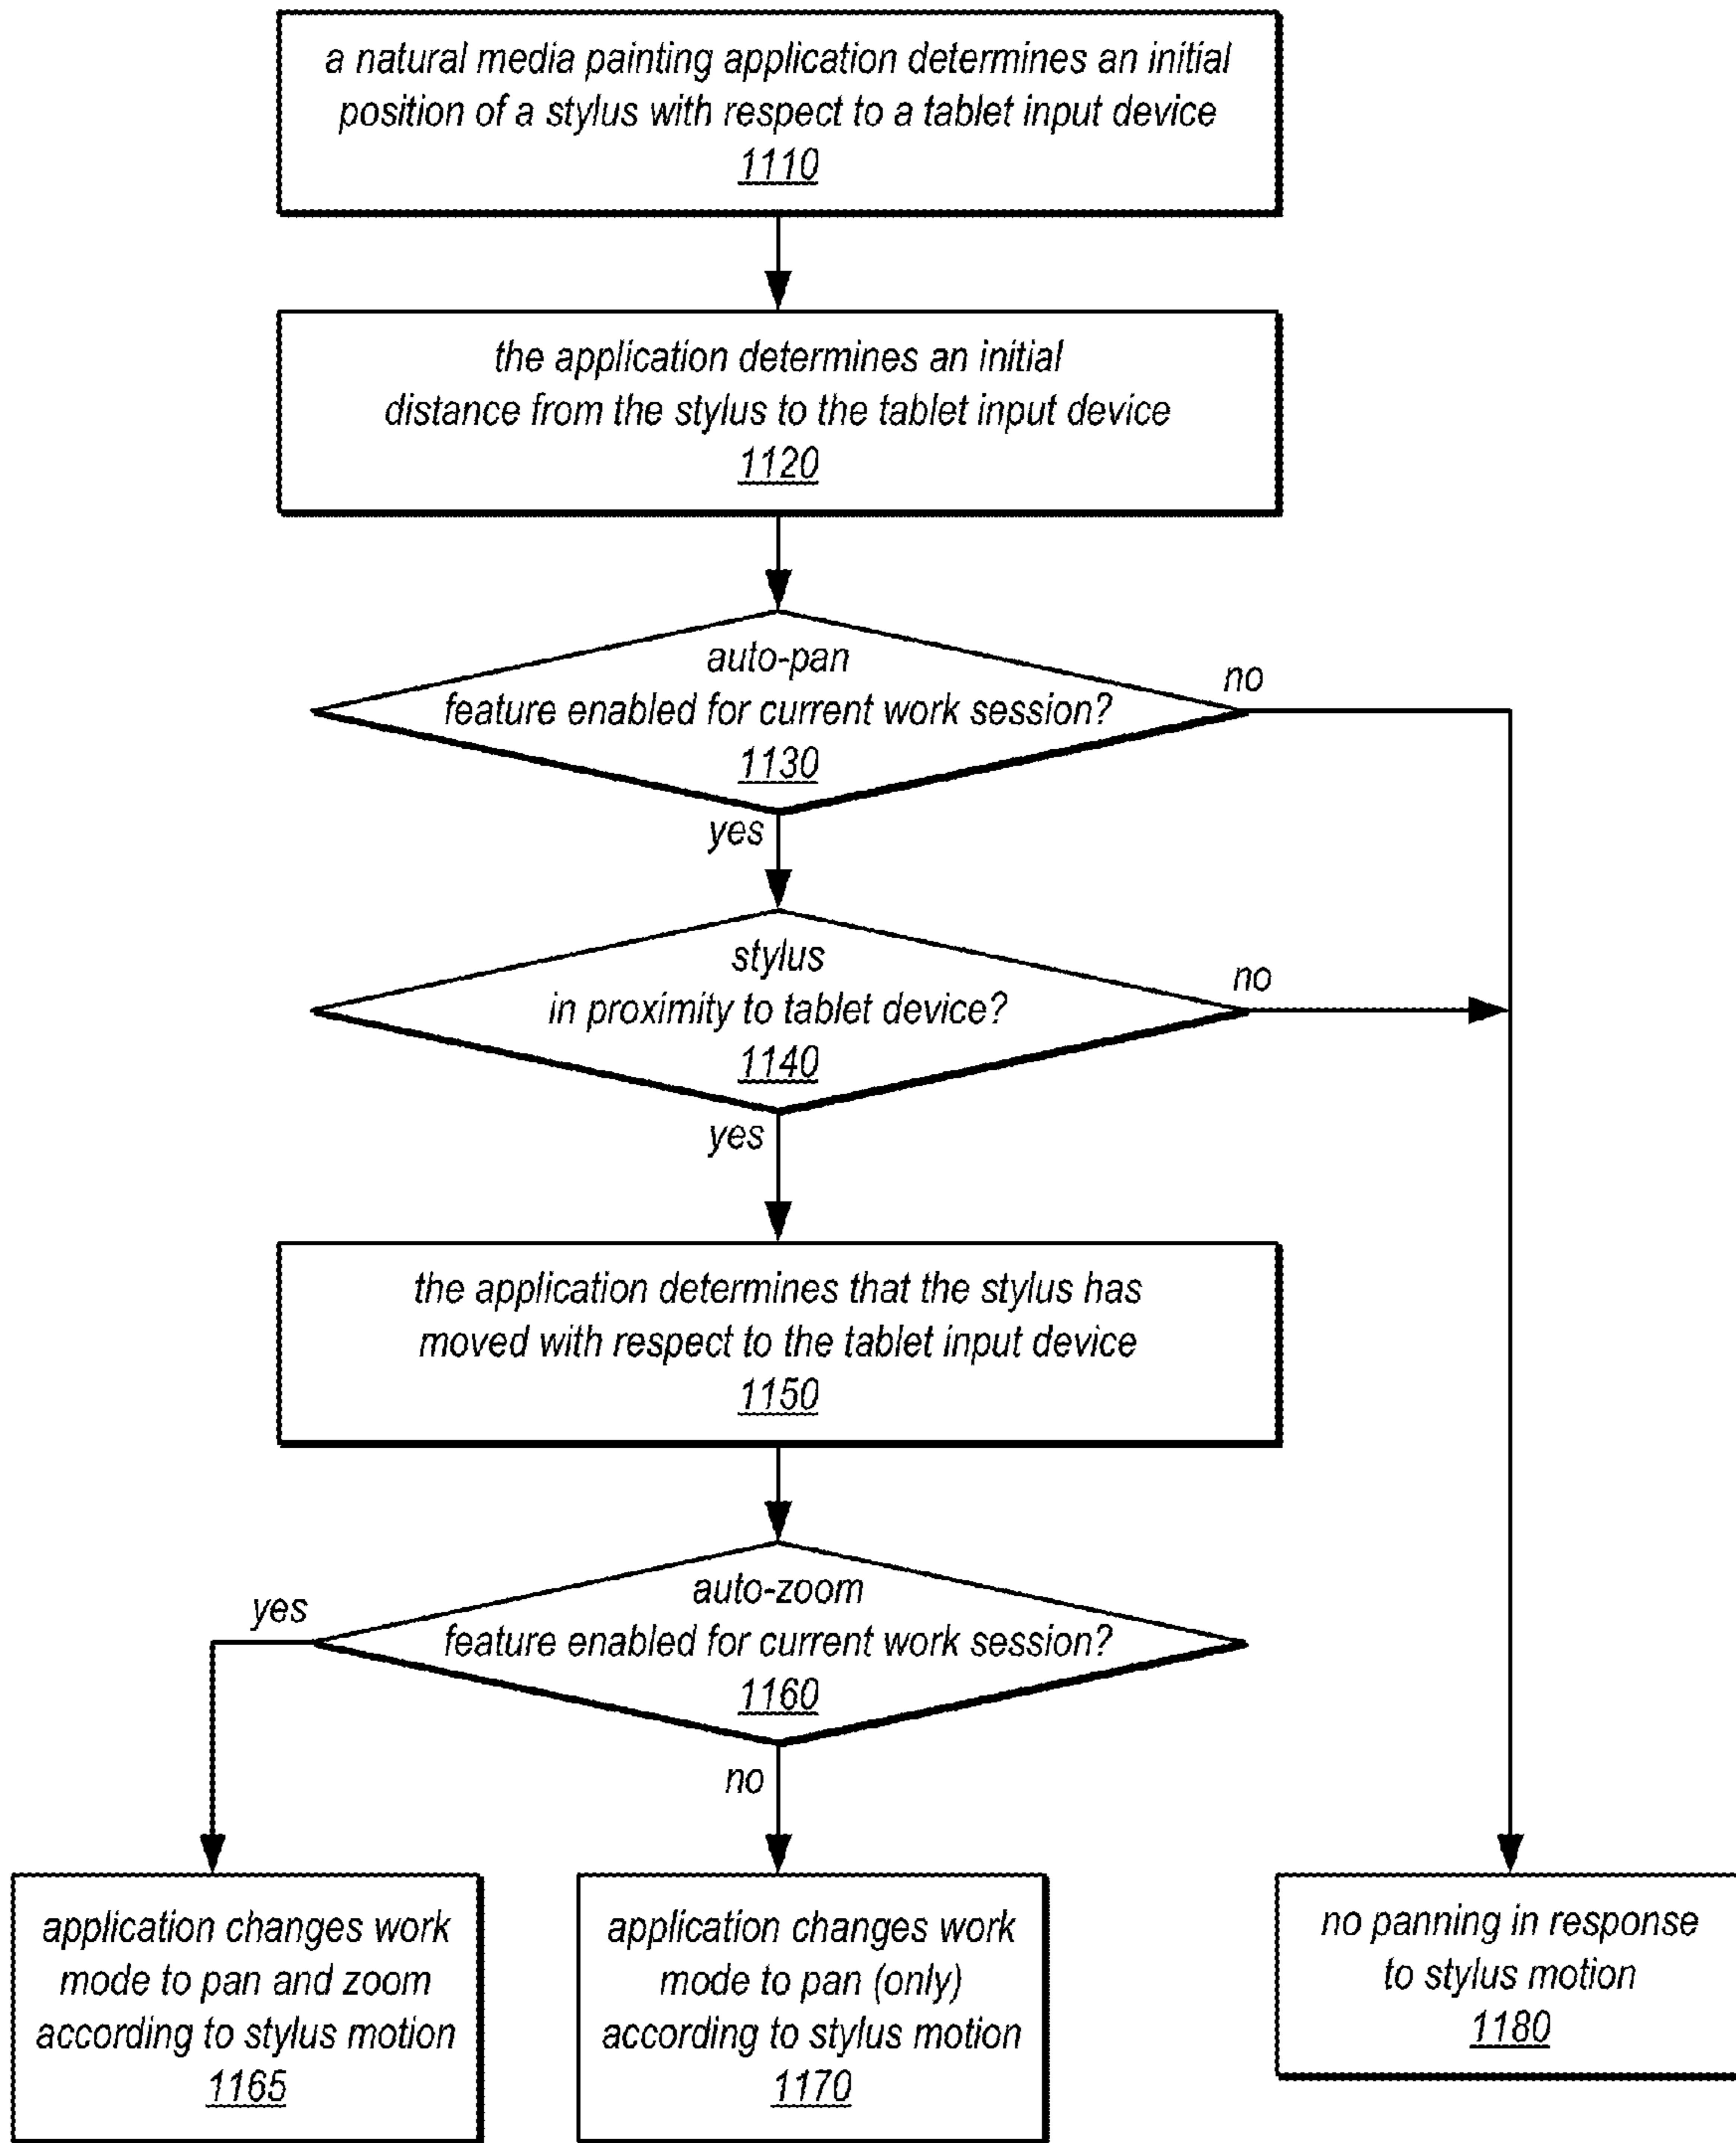 a natural media painting application determines an initial
position of a stylus with respect to a tablet input device
1110
the application determines an initial
distance from the stylus to the tablet input device
1120
auto-pan
feature enabled for current work session?
1130
no
yes
stylus
in proximity to tablet device?
1140
no
yes
the application determines that the stylus has
moved with respect to the tablet input device
1150
auto-zoom
feature enabled for current work session?
1160
yes
no
application changes work
mode to pan and zoom
according to stylus motion
1165
application changes work
mode to pan (only)
according to stylus motion
1170
no panning in response
to stylus motion
1180